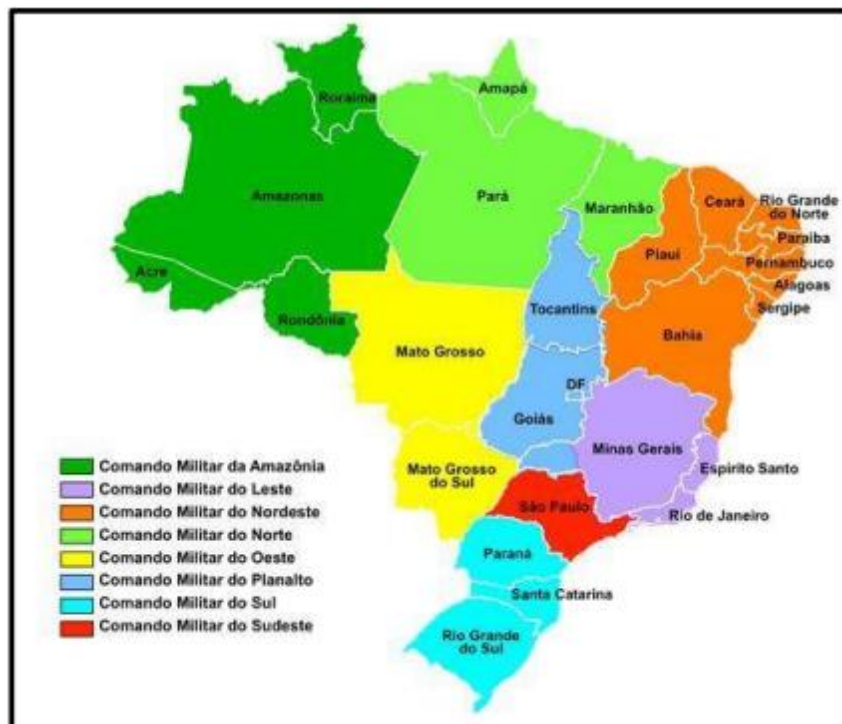 Roraima
Amapá
Amazonas
Pará
Maranhão
Ceará
Rio Grande
do Norte
Paraiba
Piauí
Pernambuco
Alagoas
Sergipe
Acre
Rondônia
Tocantins
Mato Grosso
Bahia
DF
Goiás
Minas Gerais
Espirito Santo
Mato Grosso
do Sul
São Paulo
Rio de Janeiro
Paraná
Santa Catarina
Rio Grande
do Sul
Comando Militar da Amazônia
Comando Militar do Leste
Comando Militar do Nordeste
Comando Militar do Norte
Comando Militar do Oeste
Comando Militar do Planalto
Comando Militar do Sul
Comando Militar do Sudeste